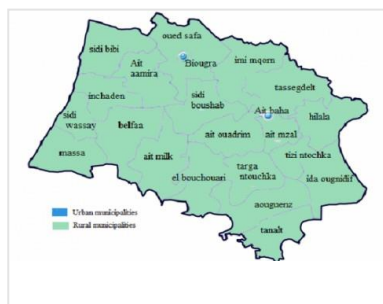 oued safa
sidi bibi
Ait
aamira
Biougra
imi mqorn
tassegdelt
inchaden
sidi
boushab
Ait baha
hilala
sidi
wassay
belfaa
ait ouadrim
ait mzal
massa
ait milk
tizi ntochka
targa
ntouchka
el bouchouari
ida ougnidif
aouguenz
tanalt
Urban municipalities
Rural municipalities